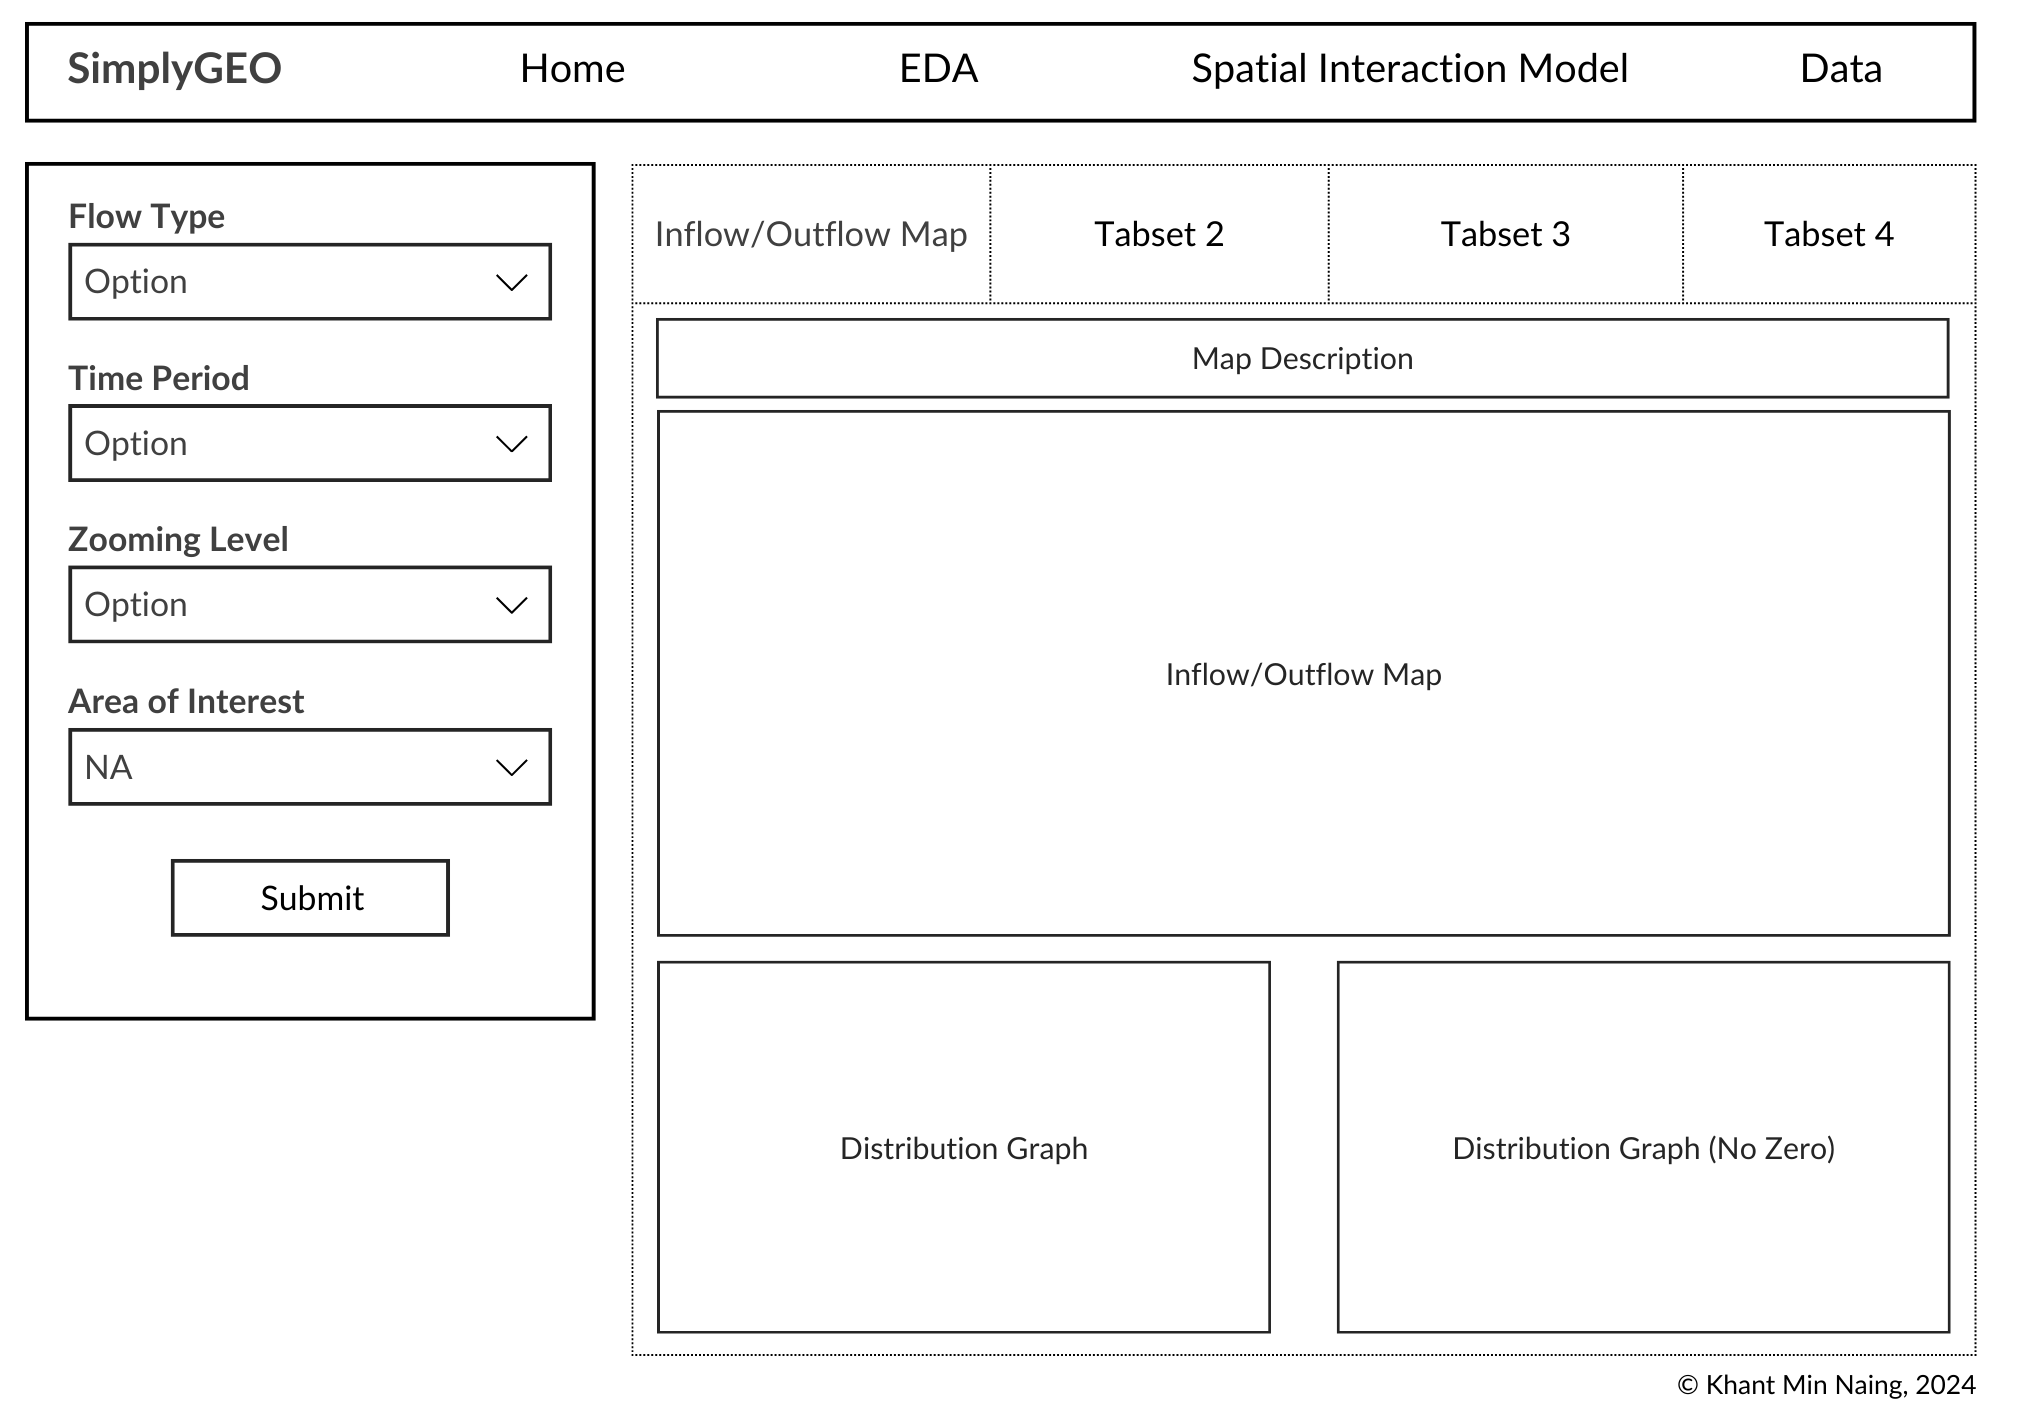 SimplyGEO Home EDA Spatial Interaction Model Data
Flow Type
Option
Time Period
Option
Zooming Level
Option
Area of Interest
NA
Submit
Inflow/Outflow Map Tabset 2 Tabset 3 Tabset 4
Map Description
Inflow/Outflow Map
Distribution Graph
Distribution Graph (No Zero)
© Khant Min Naing, 2024